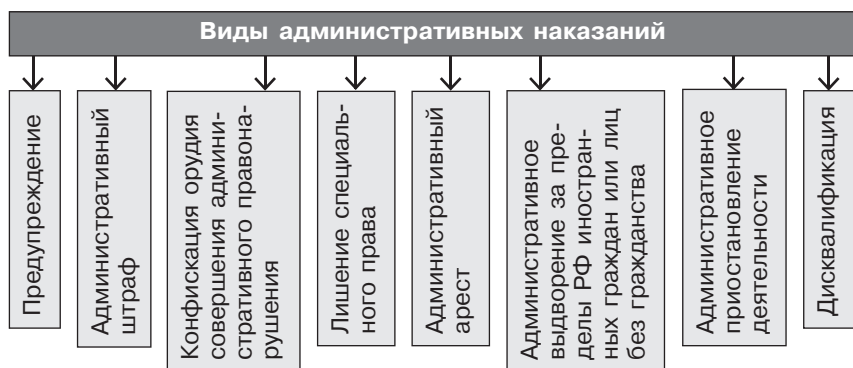 Виды административных наказаний
Предупреждение
Административный
штраф
Конфискация орудия
совершения админи-
стративного правона-
рушения
Лишение специаль-
ного права
Административный
арест
Административное
выдворение за пре-
делы РФ иностран-
ных граждан или лиц
без гражданства
Административное
приостановление
деятельности
Дисквалификация